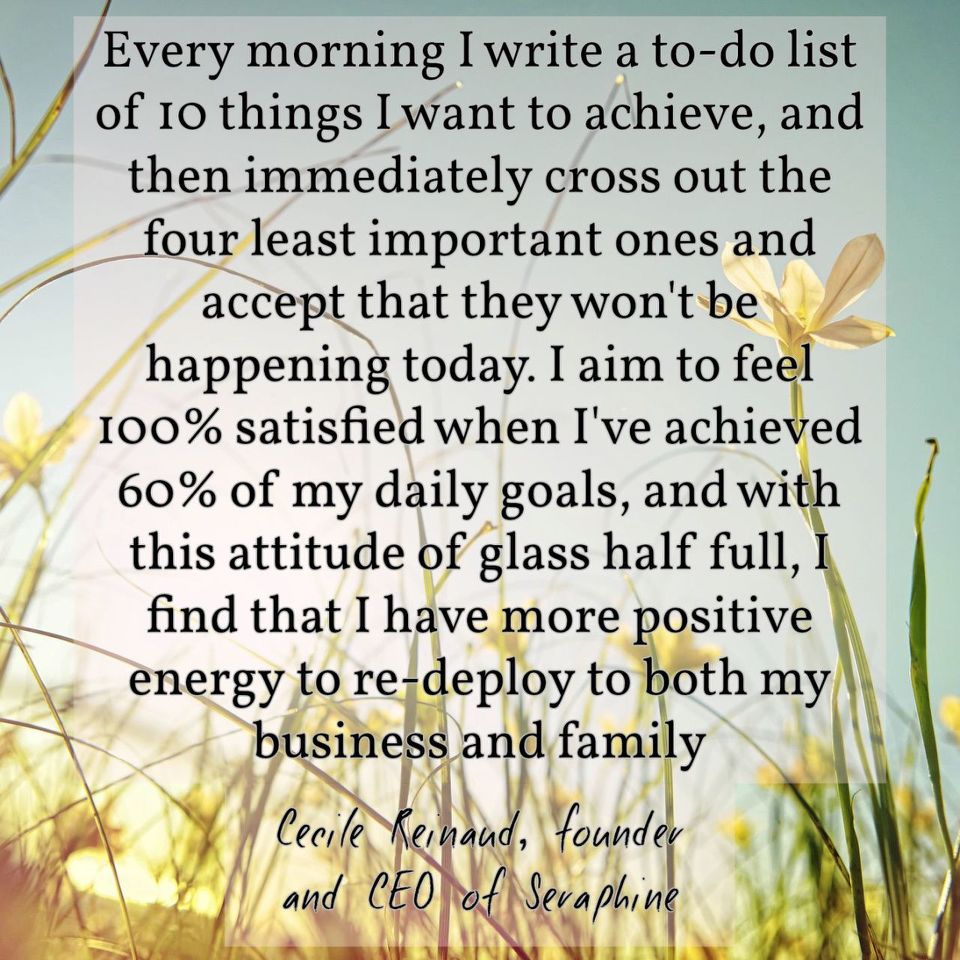 Every morning I write a to-do list
of 10 things I want to achieve, and
then immediately cross out the
four least important ones and
accept that they won't be
happening today. I aim to feel
100% satisfied when I've achieved
60% of my daily goals, and with
this attitude of glass half full, I
find that I have more positive
energy to re-deploy to both my
business and family
Cecile Reinaud, founder
and CEO of Seraphine